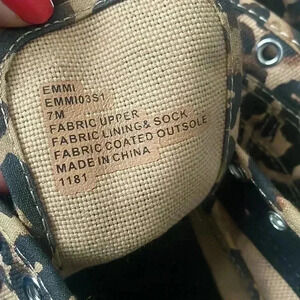 EMMI
EMMI03S1
7M
FABRIC UPPER
FABRIC LINING& SOCK
FABRIC COATED OUTSOLE
MADE IN CHINA
1181